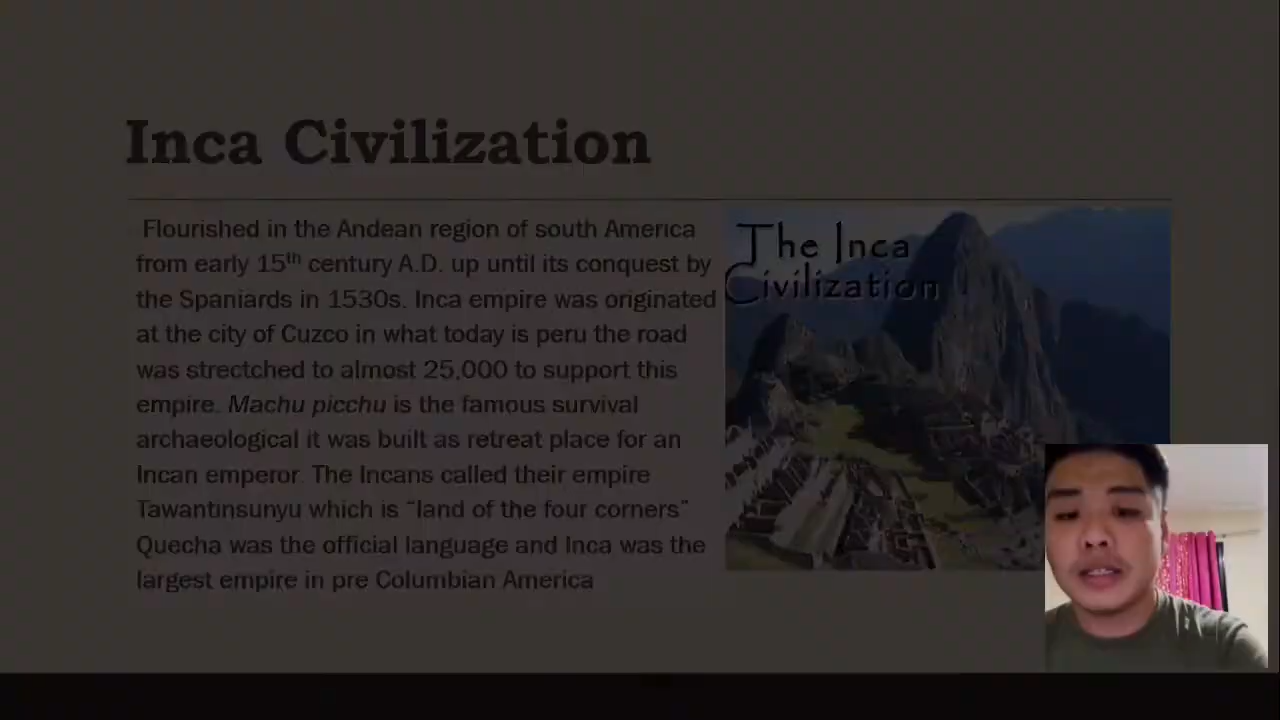 Inca Civilization
Flourished in the Andean region of south America
from early 15th century A.D. up until its conquest by
the Spaniards in 1530s. Inca empire was originated
at the city of Cuzco in what today is peru the road
was strectched to almost 25,000 to support this
empire. Machu picchu is the famous survival
archaeological it was built as retreat place for an
Incan emperor. The Incans called their empire
Tawantinsunyu which is “land of the four corners”
Quecha was the official language and Inca was the
largest empire in pre Columbian America
The Inca
Civilization